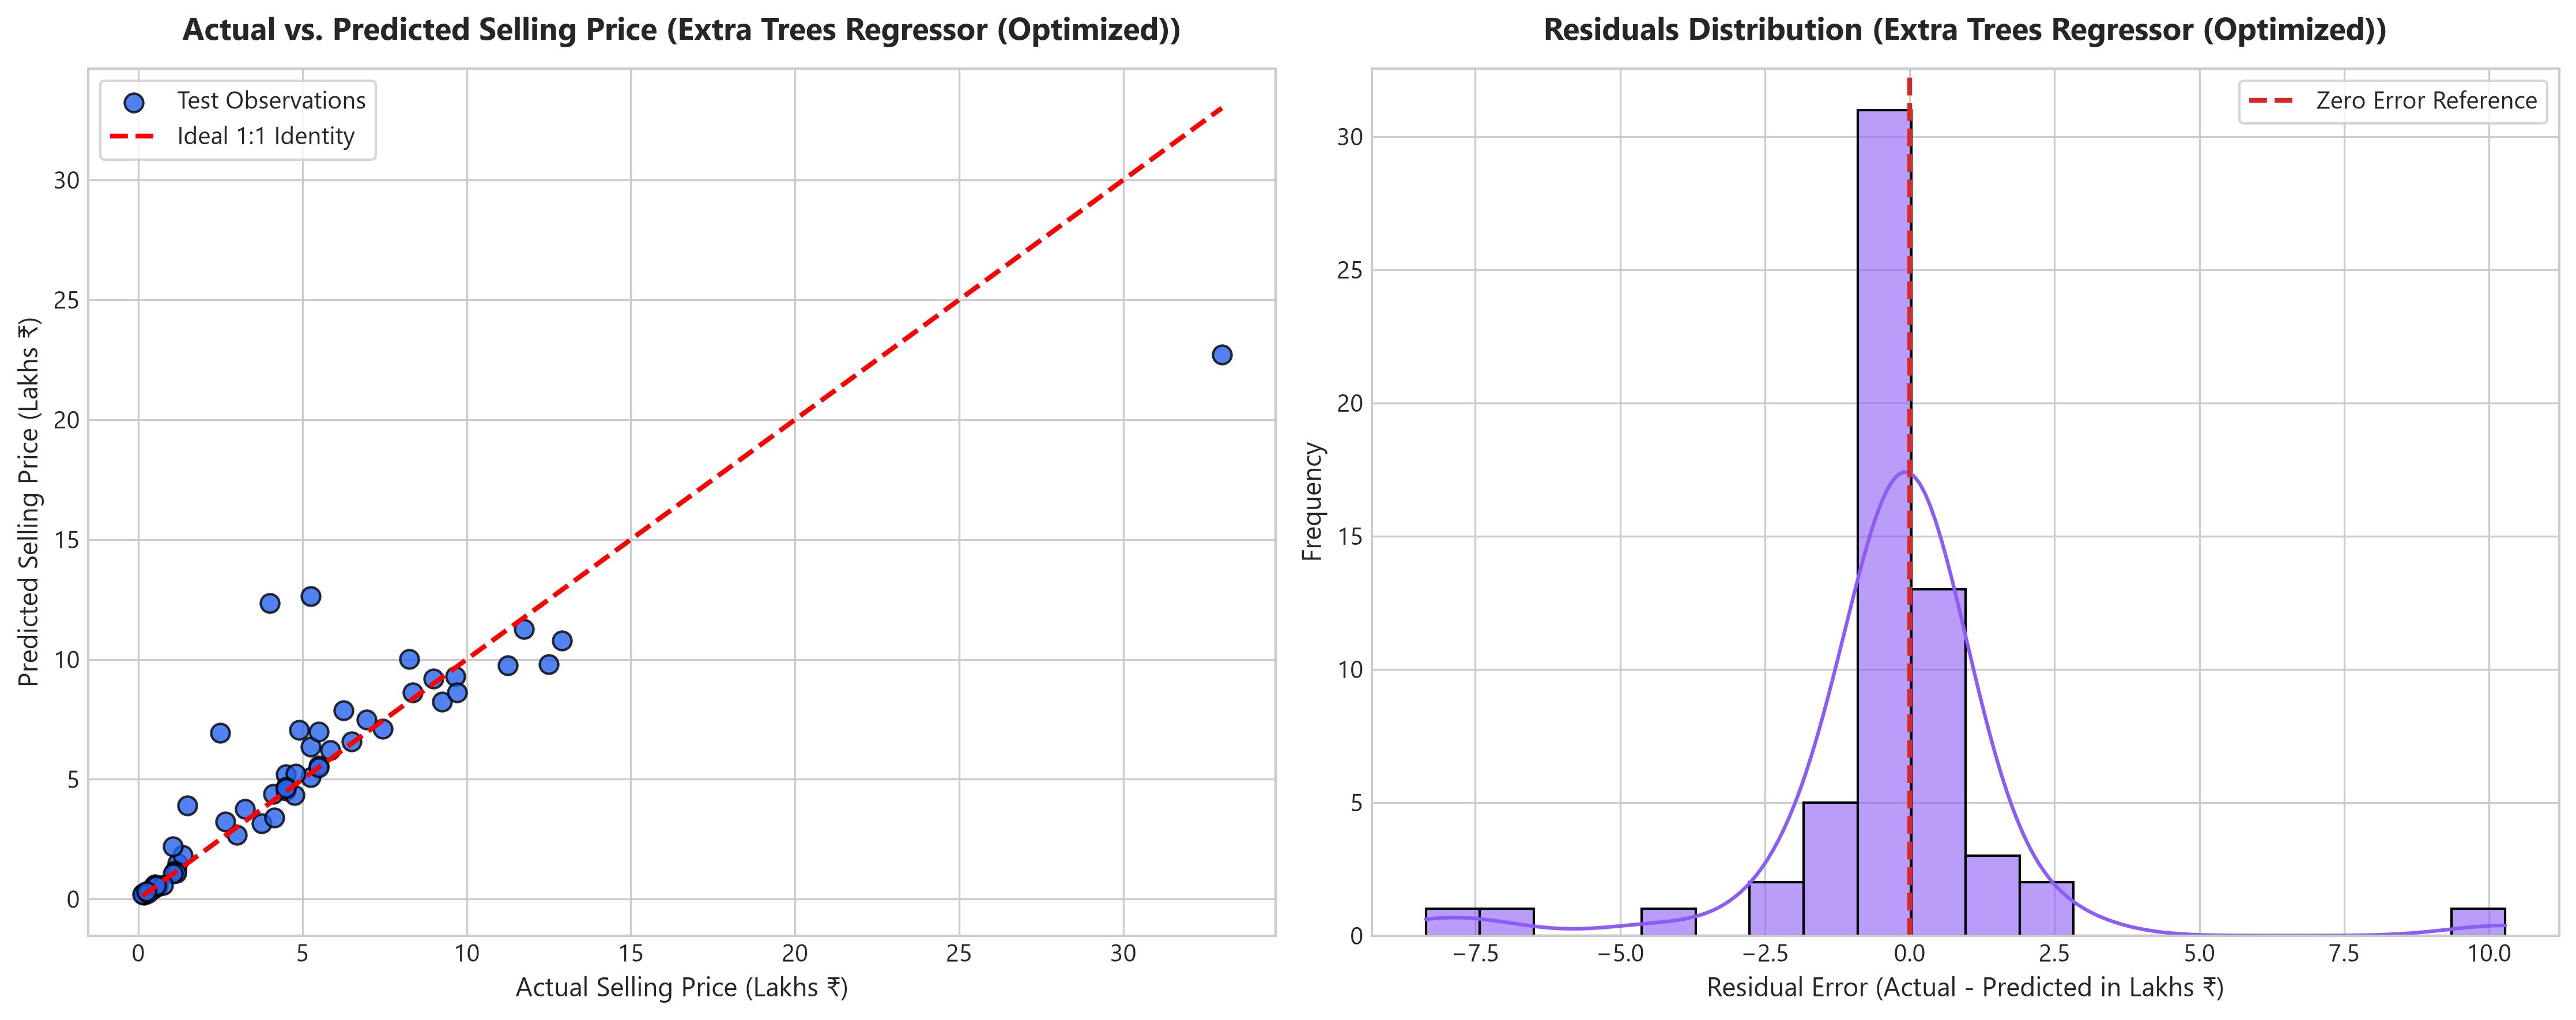 Actual vs. Predicted Selling Price (Extra Trees Regressor (Optimized))
Test Observations
Ideal 1:1 Identity
Predicted Selling Price (Lakhs ₹)
30
25
20
15
10
5
0
0 5 10 15 20 25 30
Actual Selling Price (Lakhs ₹)
Residuals Distribution (Extra Trees Regressor (Optimized))
Zero Error Reference
Frequency
30
25
20
15
10
5
0
−7.5 −5.0 −2.5 0.0 2.5 5.0 7.5 10.0
Residual Error (Actual - Predicted in Lakhs ₹)